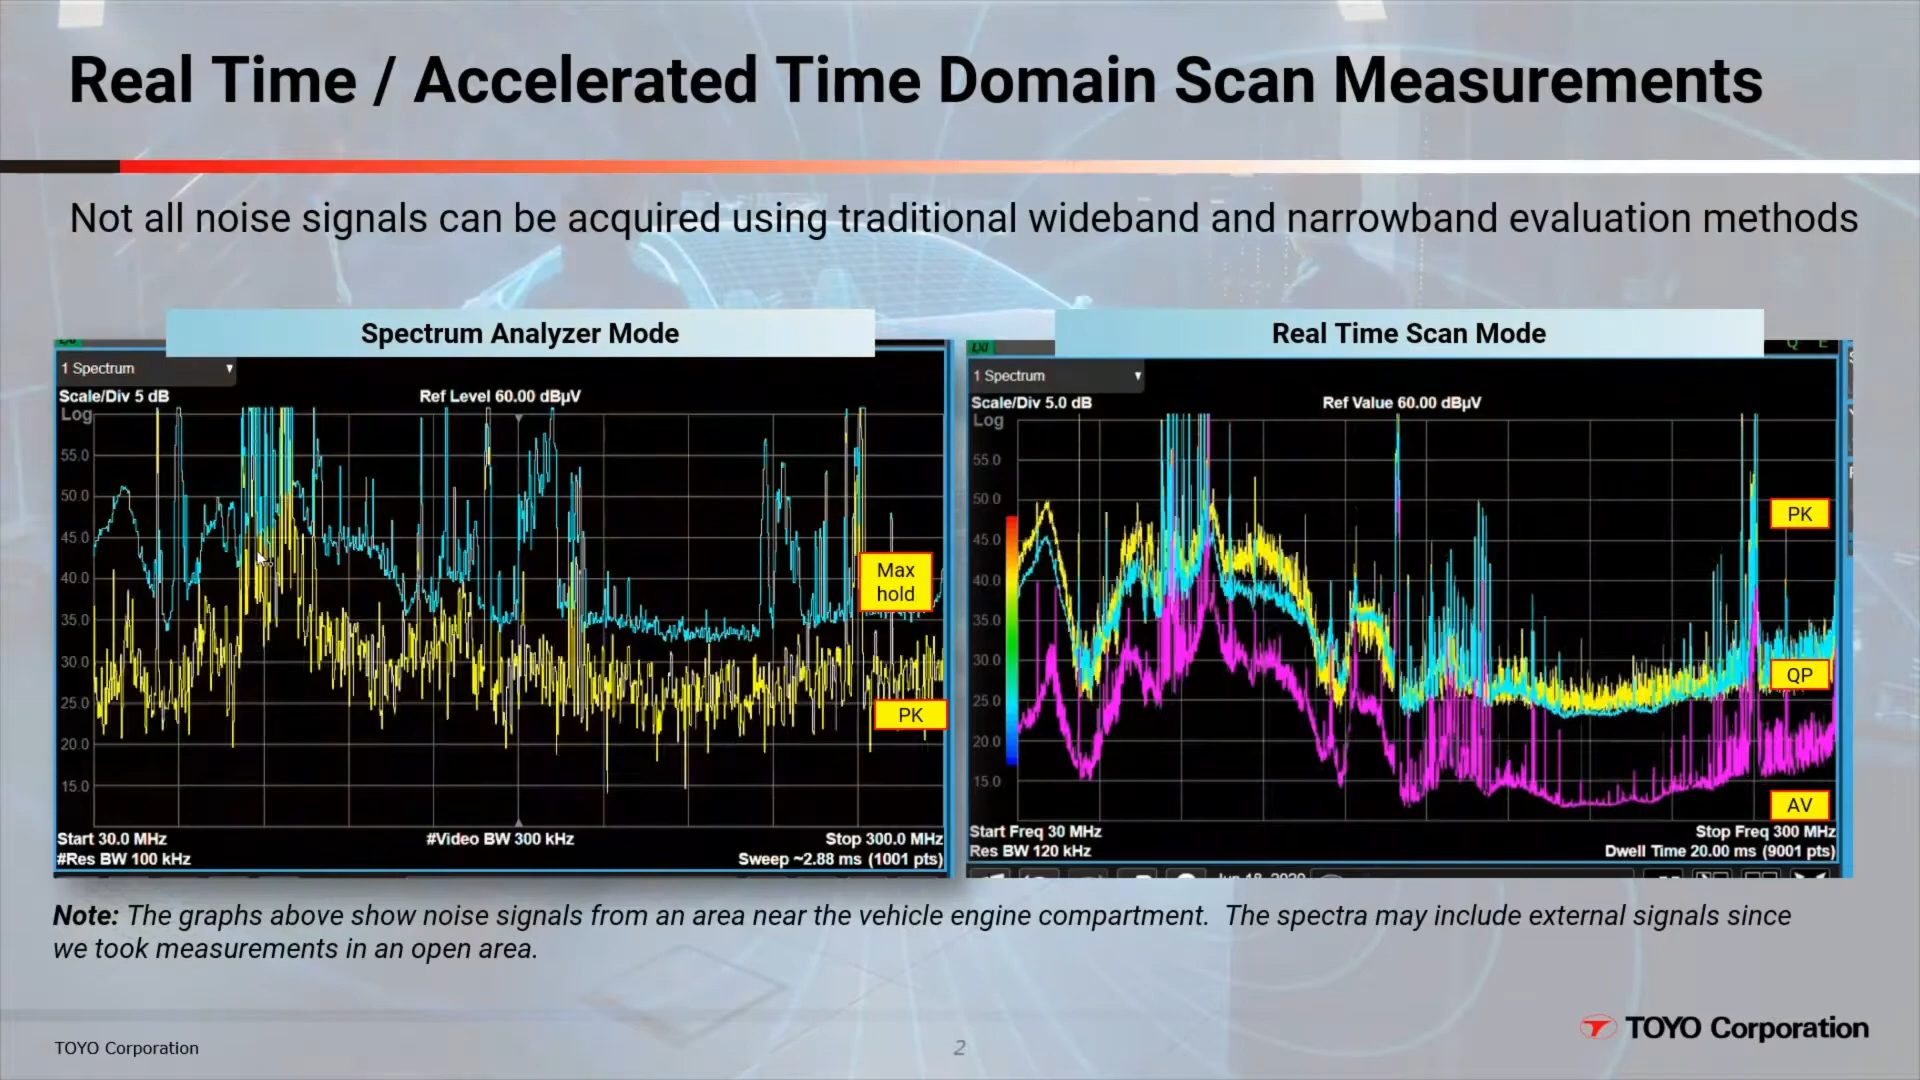 Real Time / Accelerated Time Domain Scan Measurements
Not all noise signals can be acquired using traditional wideband and narrowband evaluation methods
Spectrum Analyzer Mode
1 Spectrum
Scale/Div 5 dB
Ref Level 60.00 dBµV
Log
55.0
50.0
45.0
40.0
35.0
30.0
25.0
20.0
15.0
Max
hold
PK
Start 30.0 MHz
#Video BW 300 kHz
Stop 300.0 MHz
#Res BW 100 kHz
Sweep ~2.88 ms (1001 pts)
Real Time Scan Mode
1 Spectrum
Scale/Div 5.0 dB
Ref Value 60.00 dBµV
Log
55.0
50.0
45.0
40.0
35.0
30.0
25.0
20.0
15.0
PK
QP
AV
Start Freq 30 MHz
Stop Freq 300 MHz
Res BW 120 kHz
Dwell Time 20.00 ms (9001 pts)
Note: The graphs above show noise signals from an area near the vehicle engine compartment. The spectra may include external signals since
we took measurements in an open area.
TOYO Corporation
2
TOYO Corporation